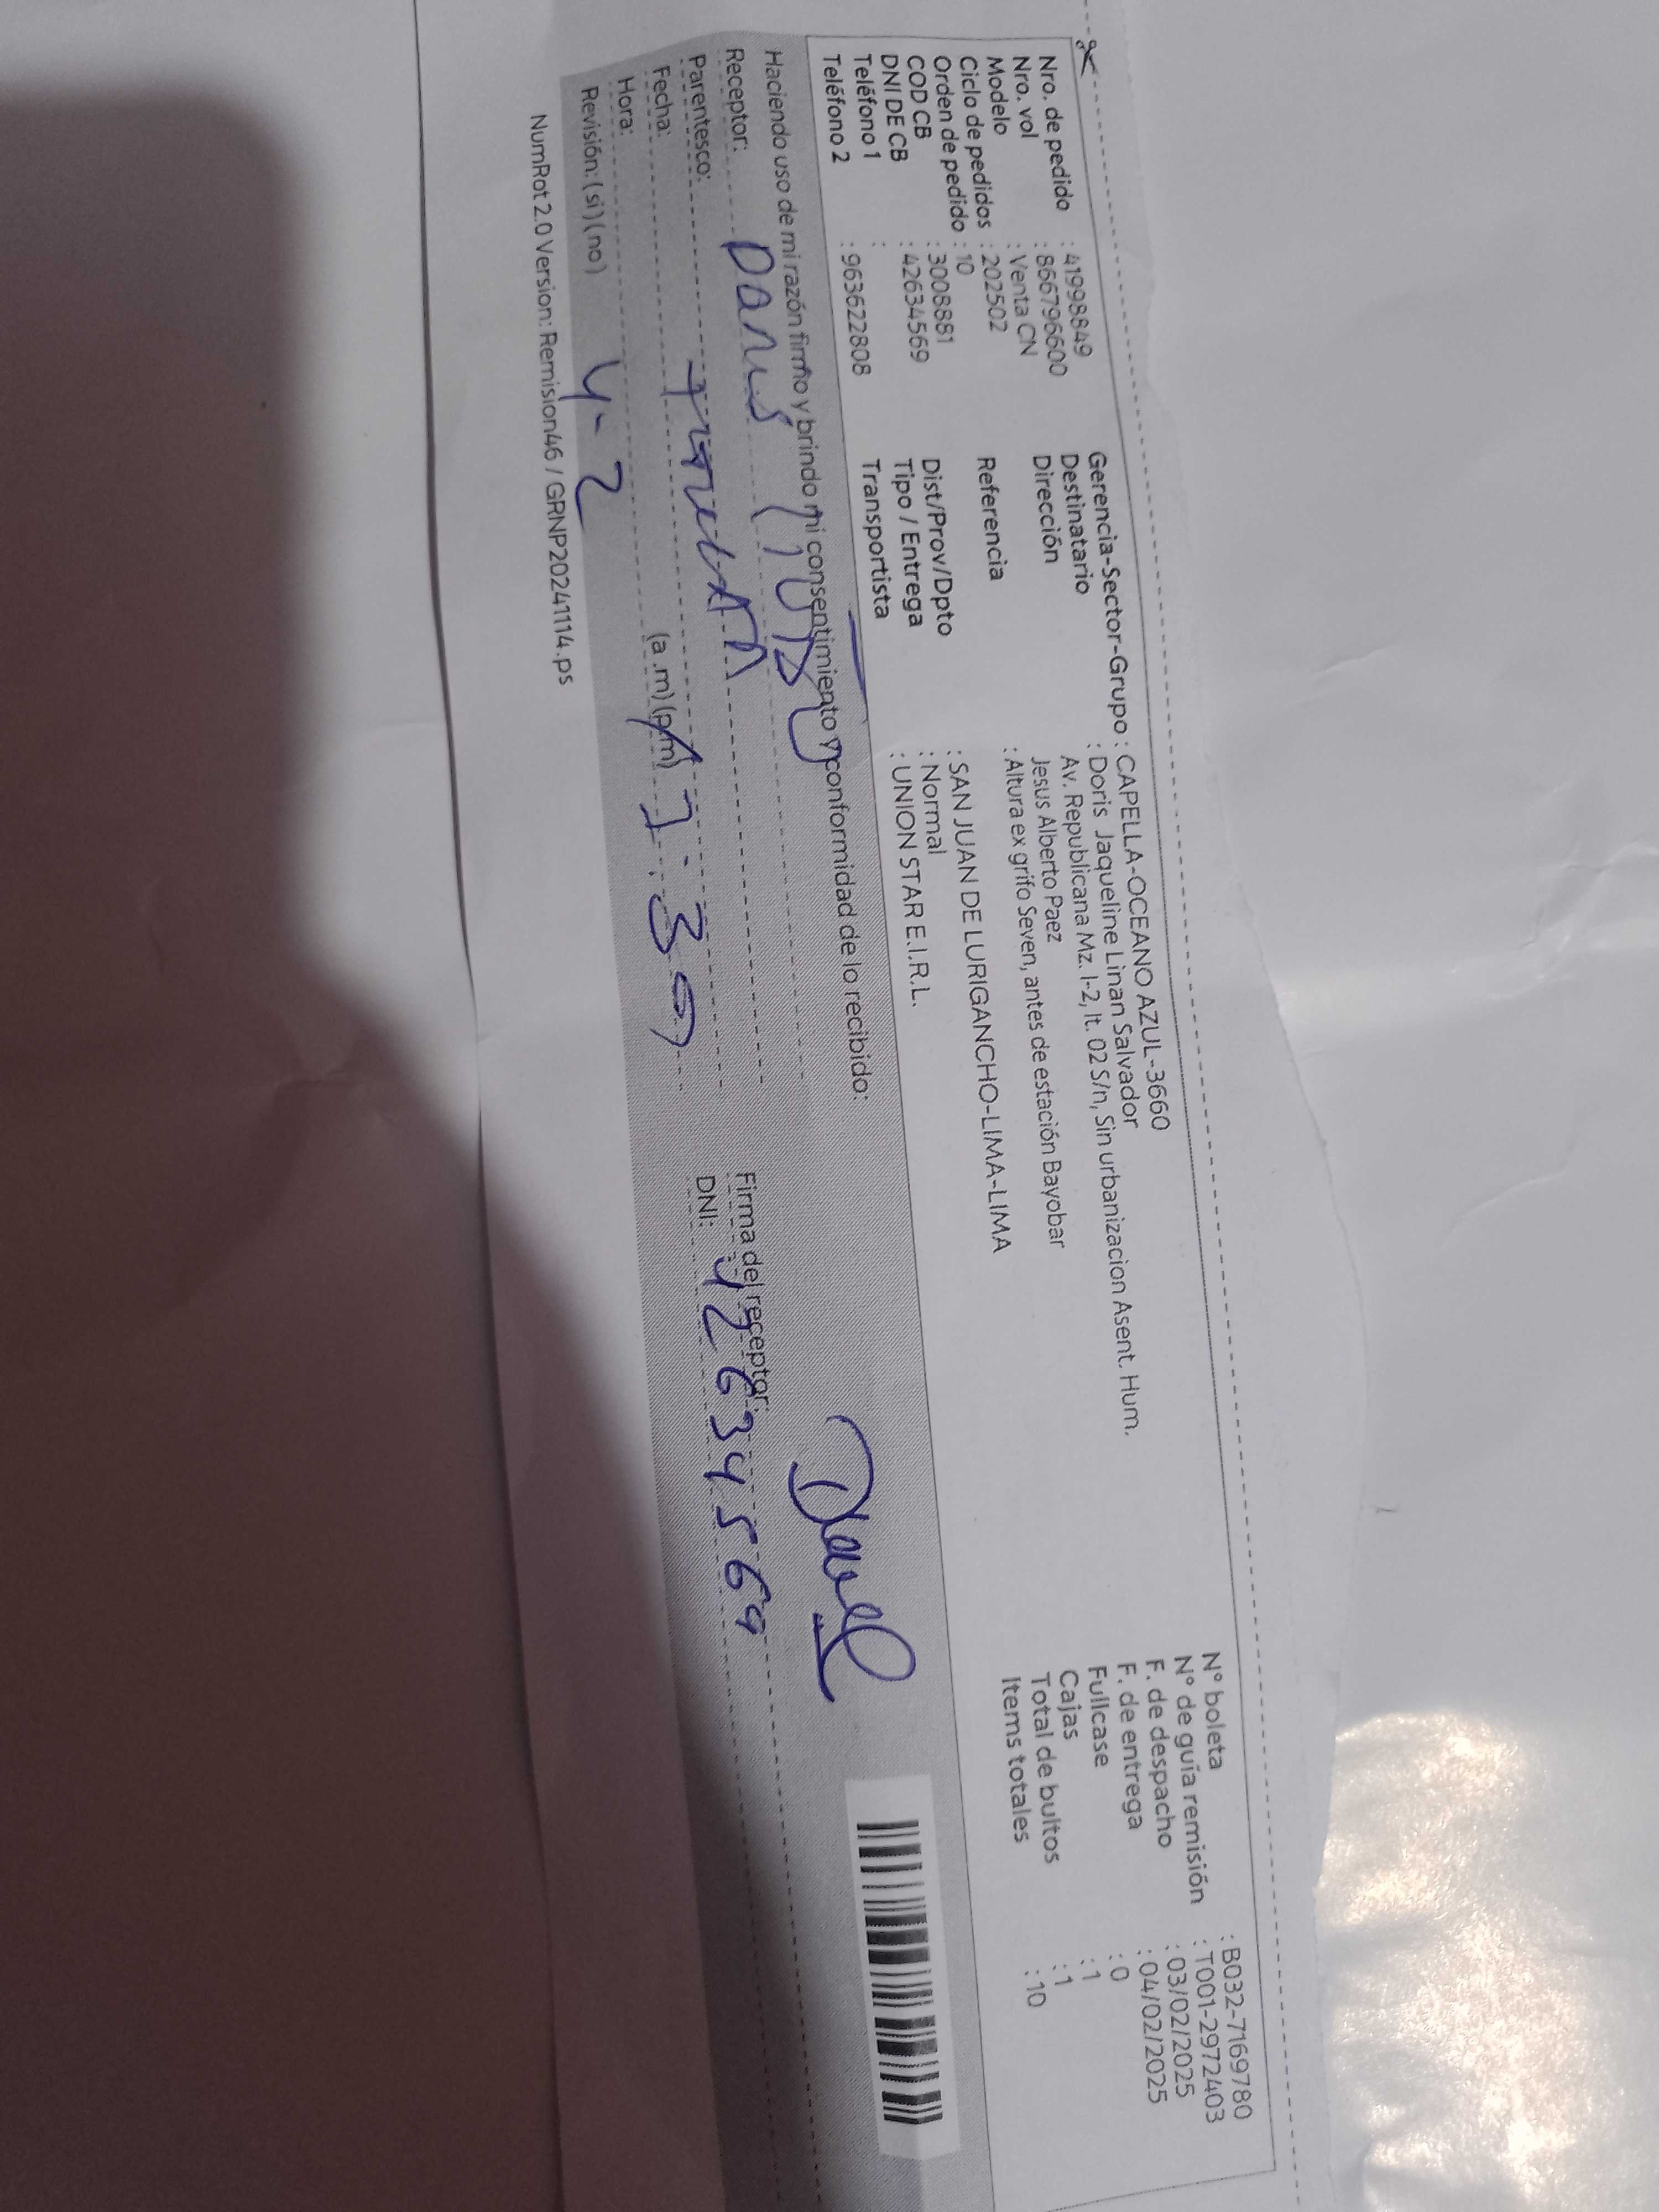 Nro. de pedido : 41998849
Nro. vol : 866796600
Modelo : Venta CN
Ciclo de pedidos : 202502
Orden de pedido : 10
COD CB : 3008881
DNI DE CB : 42634569
Teléfono 1 :
Teléfono 2 : 963622808
Gerencia-Sector-Grupo : CAPELLA-OCEANO AZUL-3660
Destinatario : Doris Jaqueline Linan Salvador
Dirección Av. Republicana Mz. I-2, lt. 02 S/n, Sin urbanizacion Asent. Hum.
Jesus Alberto Paez
Referencia : Altura ex grifo Seven, antes de estación Bayobar
Dist/Prov/Dpto : SAN JUAN DE LURIGANCHO-LIMA-LIMA
Tipo / Entrega : Normal
Transportista : UNION STAR E.I.R.L.
N° boleta : B032-7169780
N° de guía remisión : T001-2972403
F. de despacho : 03/02/2025
F. de entrega : 04/02/2025
Fullcase : 0
Cajas : 1
Total de bultos : 1
Items totales : 10
Haciendo uso de mi razón firmo y brindo mi consentimiento y conformidad de lo recibido:
Receptor: Doris
Parentesco:
Fecha: 4-2
Hora: (a .m) (p.m) 1:30
Revisión: (si) (no)
Firma del receptor:
DNI: 42634569
NumRot 2.0 Version: Remision46 / GRNP20241114.ps